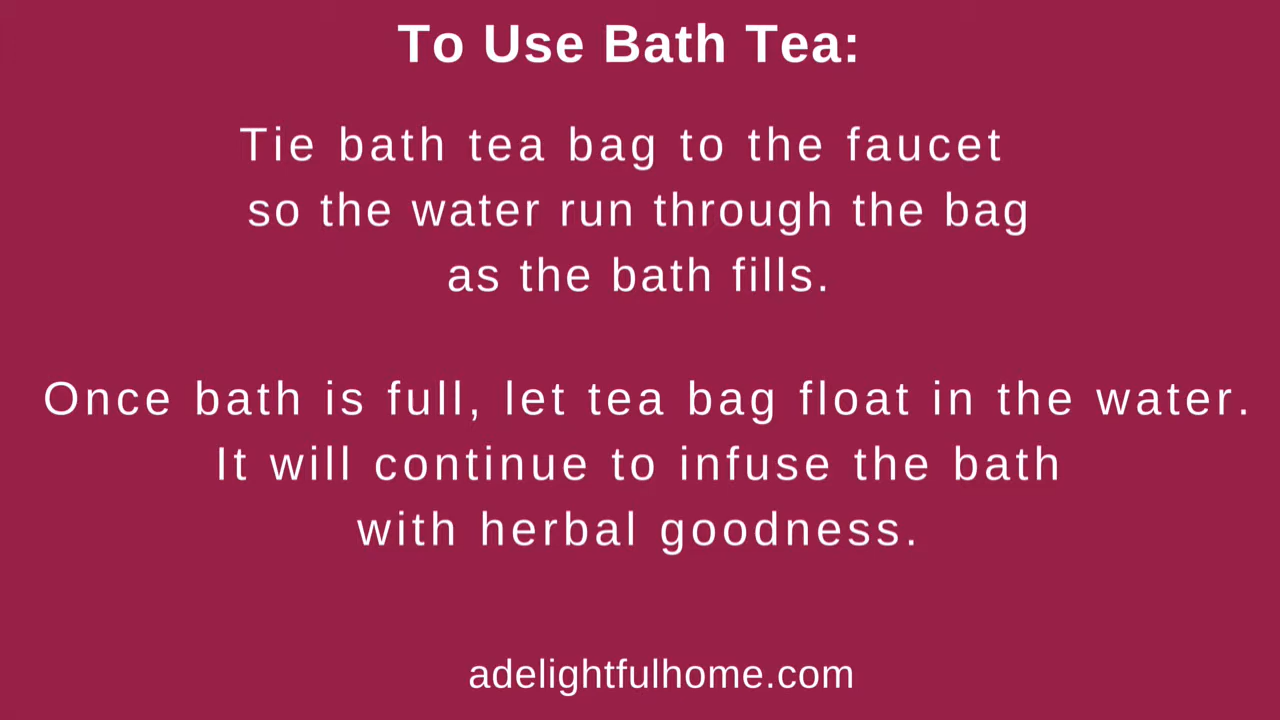 To Use Bath Tea:
Tie bath tea bag to the faucet
so the water run through the bag
as the bath fills.
Once bath is full, let tea bag float in the water.
It will continue to infuse the bath
with herbal goodness.
adelightfulhome.com